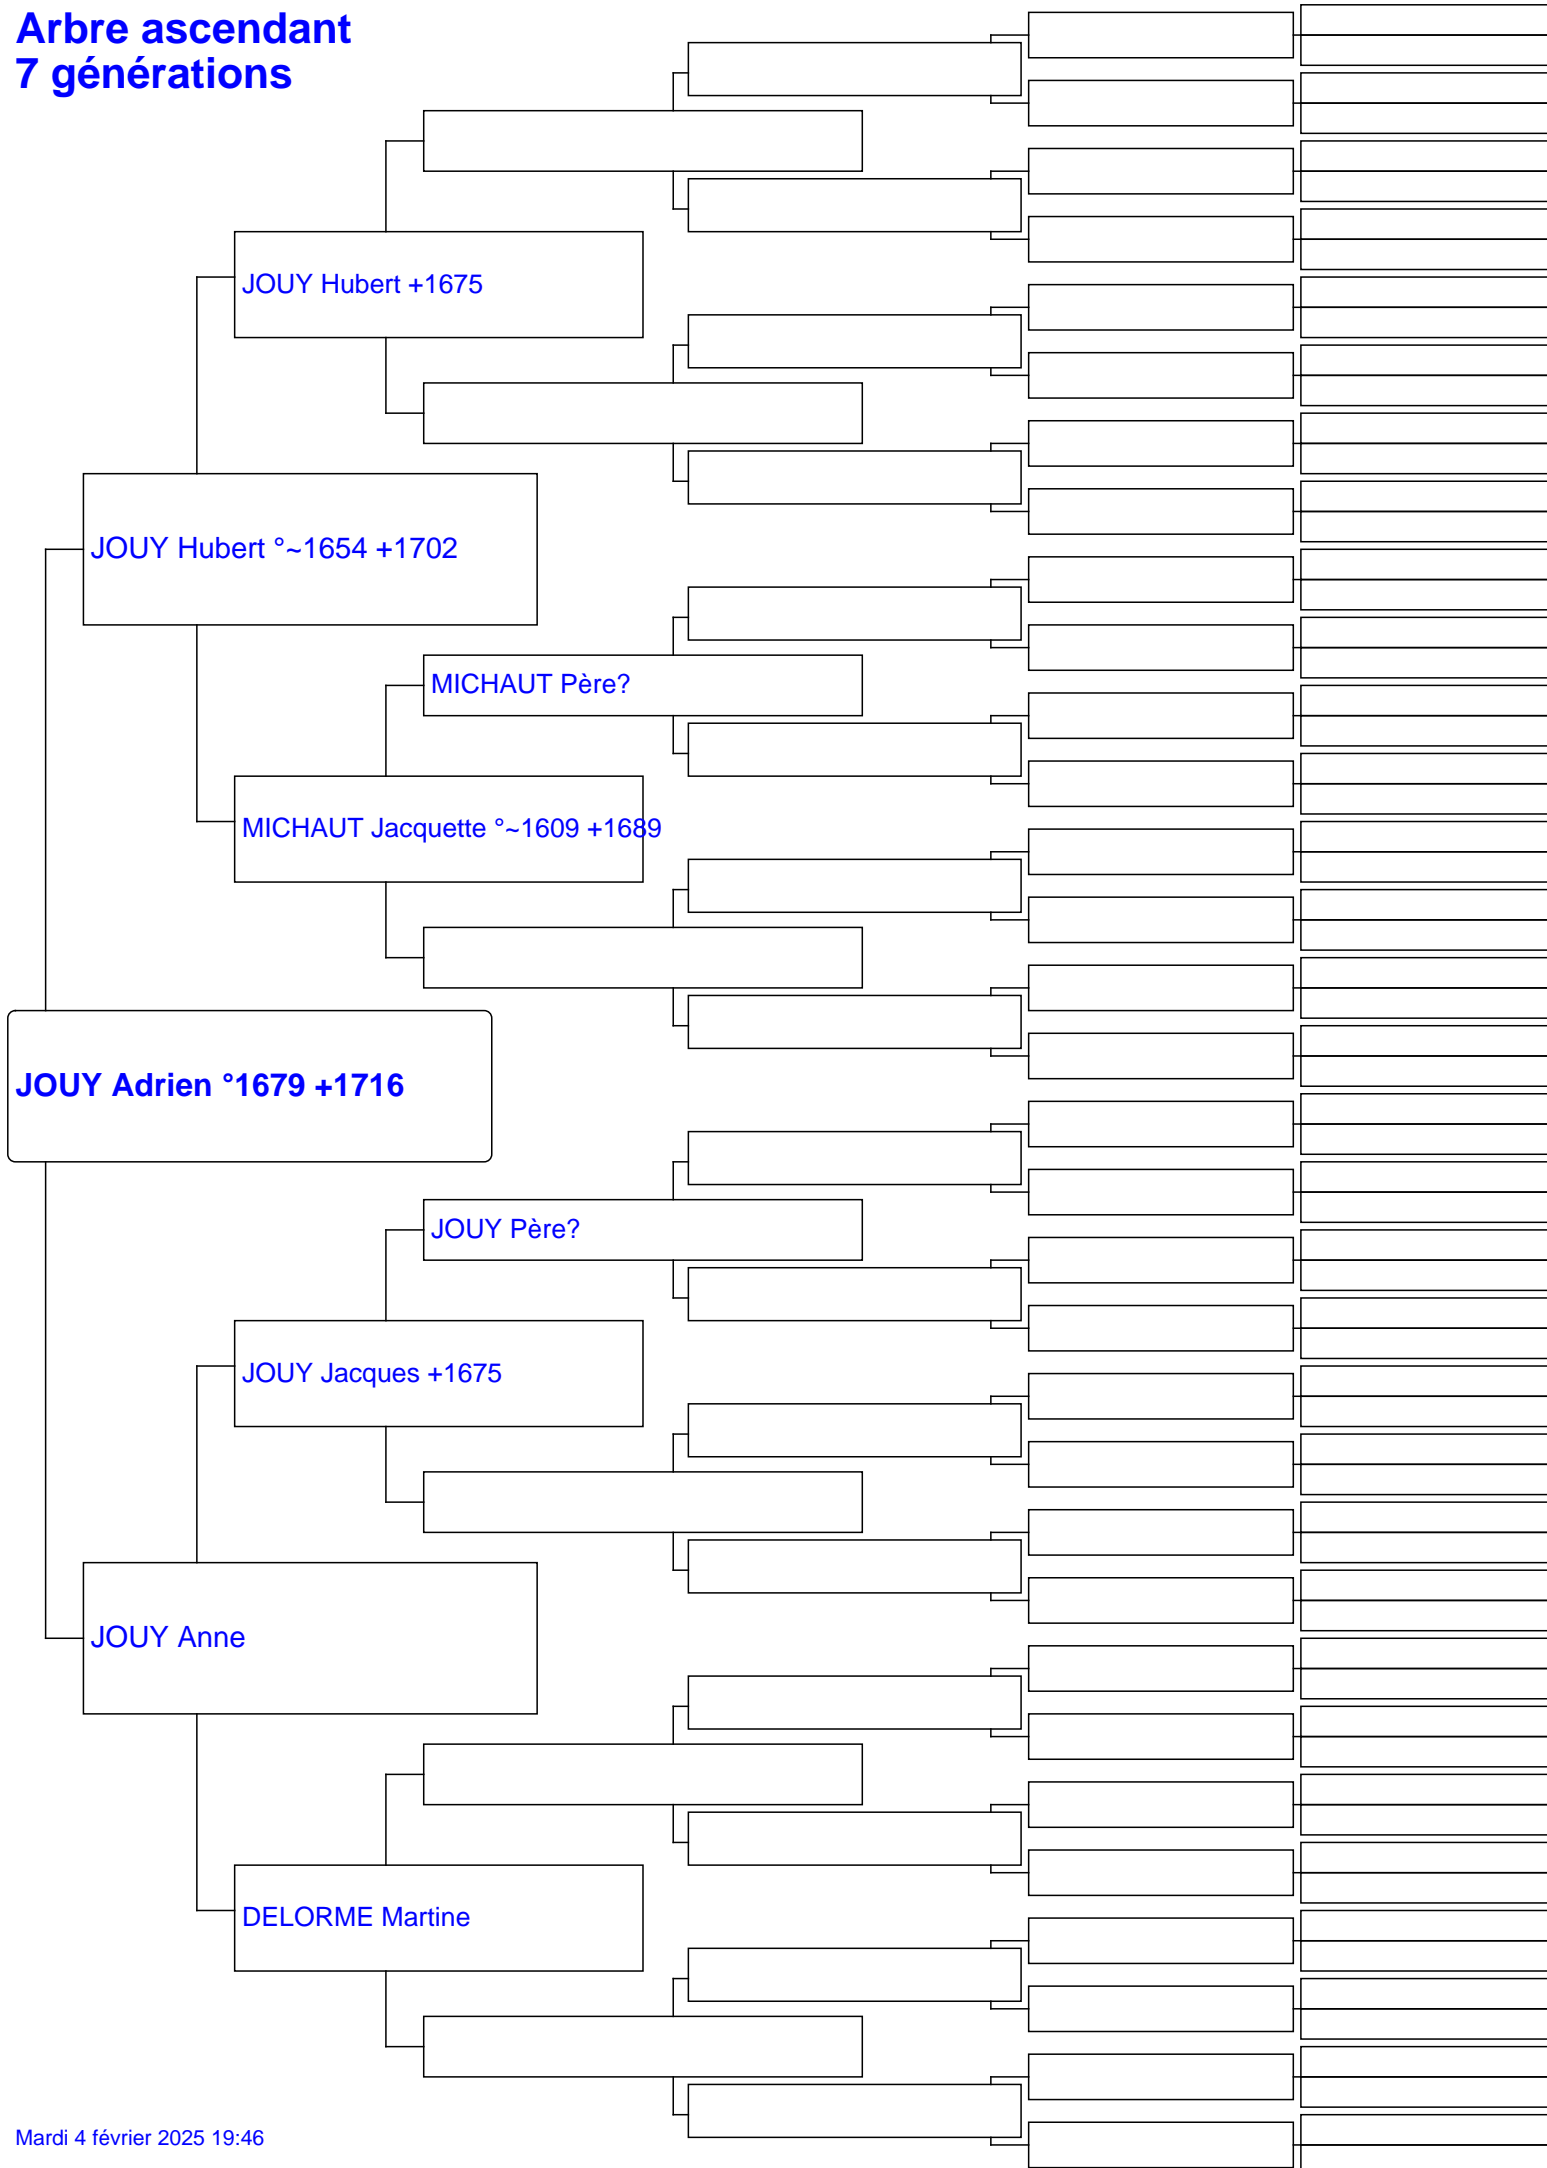 Arbre ascendant
7 générations
JOUY Hubert +1675
JOUY Hubert °~1654 +1702
MICHAUT Père?
MICHAUT Jacquette °~1609 +1689
JOUY Adrien °1679 +1716
JOUY Père?
JOUY Jacques +1675
JOUY Anne
DELORME Martine
Mardi 4 février 2025 19:46